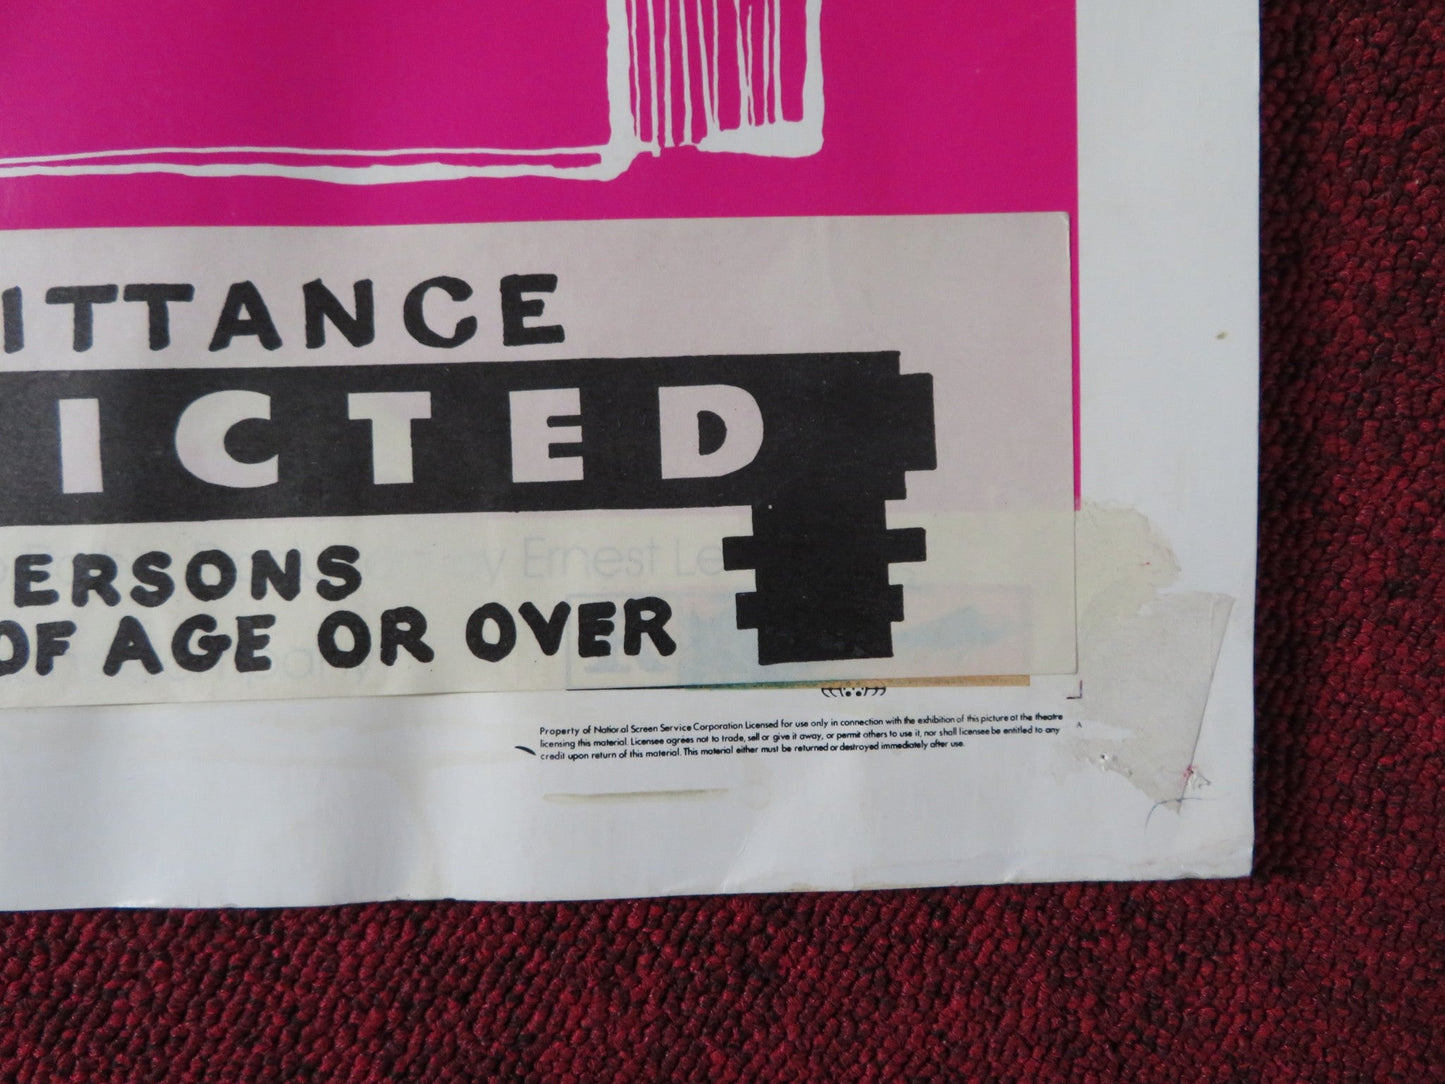 ITTANCE
ICTED
ERSONS
OF AGE OR OVER
y Ernest Le
Property of National Screen Service Corporation Licensed for use only in connection with the exhibition of this picture at the theatre
licensing this material. Licensee agrees not to trade, sell or give it away, or permit others to use it, nor shall licensee be entitled to any
credit upon return of this material. This material either must be returned or destroyed immediately after use.
A